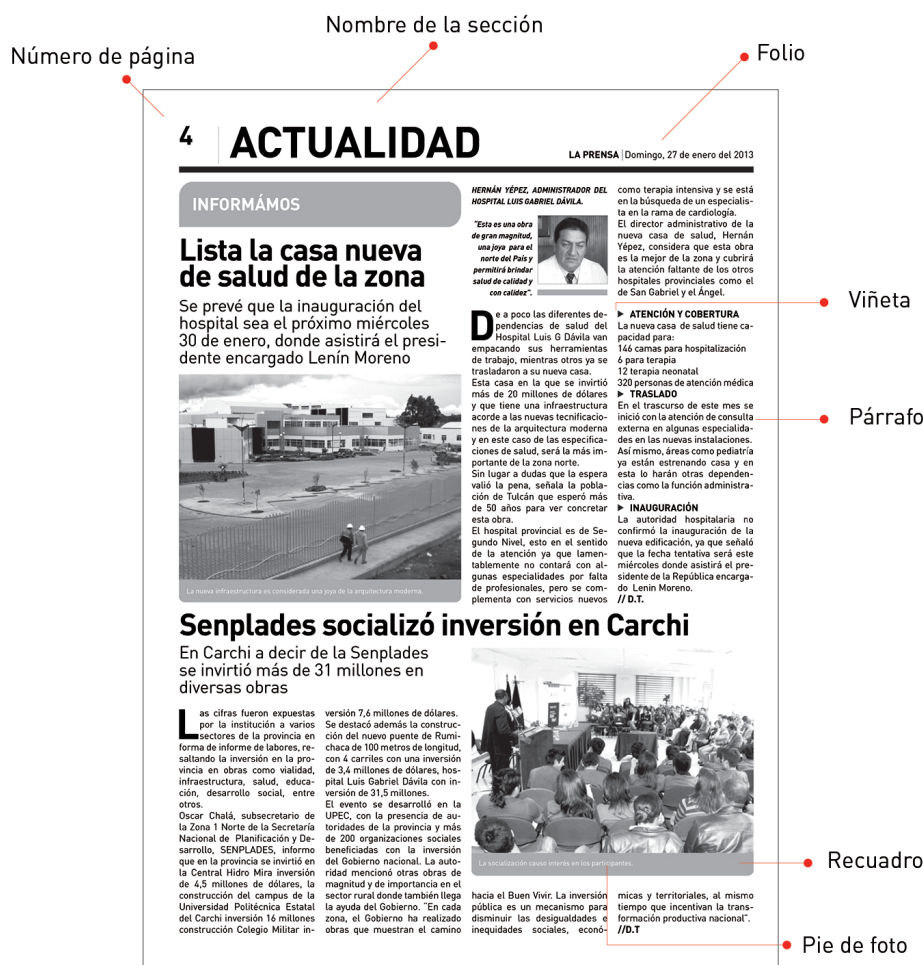 Nombre de la sección
Número de página
Folio
4
ACTUALIDAD
LA PRENSA | Domingo, 27 de enero del 2013
INFORMÁMOS
Lista la casa nueva
de salud de la zona
Se prevé que la inauguración del
hospital sea el próximo miércoles
30 de enero, donde asistirá el presi-
dente encargado Lenín Moreno
La nueva infraestructura es considerada una joya de la arquitectura moderna.
HERNÁN YÉPEZ, ADMINISTRADOR DEL
HOSPITAL LUIS GABRIEL DÁVILA.
"Esta es una obra
de gran magnitud,
una joya para el
norte del País y
permitirá brindar
salud de calidad y
con calidez".
De a poco las diferentes de-
pendencias de salud del
Hospital Luis G Dávila van
empacando sus herramientas
de trabajo, mientras otros ya se
trasladaron a su nueva casa.
Esta casa en la que se invirtió
más de 20 millones de dólares
y que tiene una infraestructura
acorde a las nuevas tecnificacio-
nes de la arquitectura moderna
y en este caso de las especifica-
ciones de salud, será la más im-
portante de la zona norte.
Sin lugar a dudas que la espera
valió la pena, señala la pobla-
ción de Tulcán que esperó más
de 50 años para ver concretar
esta obra.
El hospital provincial es de Se-
gundo Nivel, esto en el sentido
de la atención ya que lamen-
tablemente no contará con al-
gunas especialidades por falta
de profesionales, pero se com-
plementa con servicios nuevos
como terapia intensiva y se está
en la búsqueda de un especialis-
ta en la rama de cardiología.
El director administrativo de la
nueva casa de salud, Hernán
Yépez, considera que esta obra
es la mejor de la zona y cubrirá
la atención faltante de los otros
hospitales provinciales como el
de San Gabriel y el Ángel.
▶ ATENCIÓN Y COBERTURA
La nueva casa de salud tiene ca-
pacidad para:
146 camas para hospitalización
6 para terapia
12 terapia neonatal
320 personas de atención médica
▶ TRASLADO
En el trascurso de este mes se
inició con la atención de consulta
externa en algunas especialida-
des en las nuevas instalaciones.
Así mismo, áreas como pediatría
ya están estrenando casa y en
esta lo harán otras dependen-
cias como la función administra-
tiva.
▶ INAUGURACIÓN
La autoridad hospitalaria no
confirmó la inauguración de la
nueva edificación, ya que señaló
que la fecha tentativa será este
miércoles donde asistirá el pre-
sidente de la República encarga-
do Lenin Moreno.
// D.T.
Viñeta
Párrafo
Senplades socializó inversión en Carchi
En Carchi a decir de la Senplades
se invirtió más de 31 millones en
diversas obras
Las cifras fueron expuestas
por la institución a varios
sectores de la provincia en
forma de informe de labores, re-
saltando la inversión en la pro-
vincia en obras como vialidad,
infraestructura, salud, educa-
ción, desarrollo social, entre
otros.
Oscar Chalá, subsecretario de
la Zona 1 Norte de la Secretaría
Nacional de Planificación y De-
sarrollo, SENPLADES, informo
que en la provincia se invirtió en
la Central Hidro Mira inversión
de 4,5 millones de dólares, la
construcción del campus de la
Universidad Politécnica Estatal
del Carchi inversión 16 millones
construcción Colegio Militar in-
versión 7,6 millones de dólares.
Se destacó además la construc-
ción del nuevo puente de Rumi-
chaca de 100 metros de longitud,
con 4 carriles con una inversión
de 3,4 millones de dólares, hos-
pital Luis Gabriel Dávila con in-
versión de 31,5 millones.
El evento se desarrolló en la
UPEC, con la presencia de au-
toridades de la provincia y más
de 200 organizaciones sociales
beneficiadas con la inversión
del Gobierno nacional. La auto-
ridad mencionó otras obras de
magnitud y de importancia en el
sector rural donde también llega
la ayuda del Gobierno. "En cada
zona, el Gobierno ha realizado
obras que muestran el camino
La socialización causo interés en los participantes.
hacia el Buen Vivir. La inversión
pública es un mecanismo para
disminuir las desigualdades e
inequidades sociales, econó-
micas y territoriales, al mismo
tiempo que incentivan la trans-
formación productiva nacional".
//D.T
Recuadro
Pie de foto